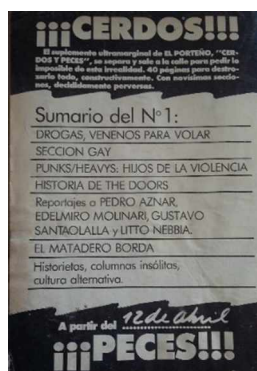 ¡¡¡CERDOS!!!
El suplemento ultramarginal de EL PORTEÑO, "CER-
DOS Y PECES", se separa y sale a la calle para pedir lo
imposible de esta irrealidad. 40 páginas para destro-
zarlo todo, constructivamente. Con novísimas seccio-
nes, decididamente perversas.
Sumario del Nº 1:
DROGAS, VENENOS PARA VOLAR
SECCION GAY
PUNKS/HEAVYS. HIJOS DE LA VIOLENCIA
HISTORIA DE THE DOORS
Reportajes a PEDRO AZNAR,
EDELMIRO MOLINARI, GUSTAVO
SANTAOLALLA y LITTO NEBBIA.
EL MATADERO BORDA
Historietas, columnas insólitas,
cultura alternativa.
A partir del 12 de abril
¡¡¡PECES!!!